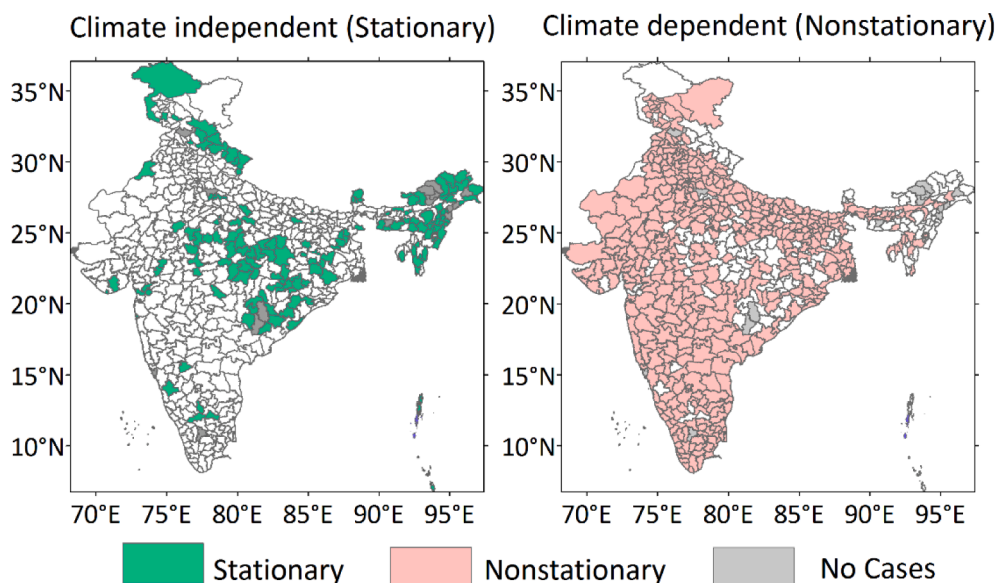 Climate independent (Stationary)
Climate dependent (Nonstationary)
35°N
30°N
25°N
20°N
15°N
10°N
70°E 75°E 80°E 85°E 90°E 95°E
35°N
30°N
25°N
20°N
15°N
10°N
70°E 75°E 80°E 85°E 90°E 95°E
Stationary
Nonstationary
No Cases